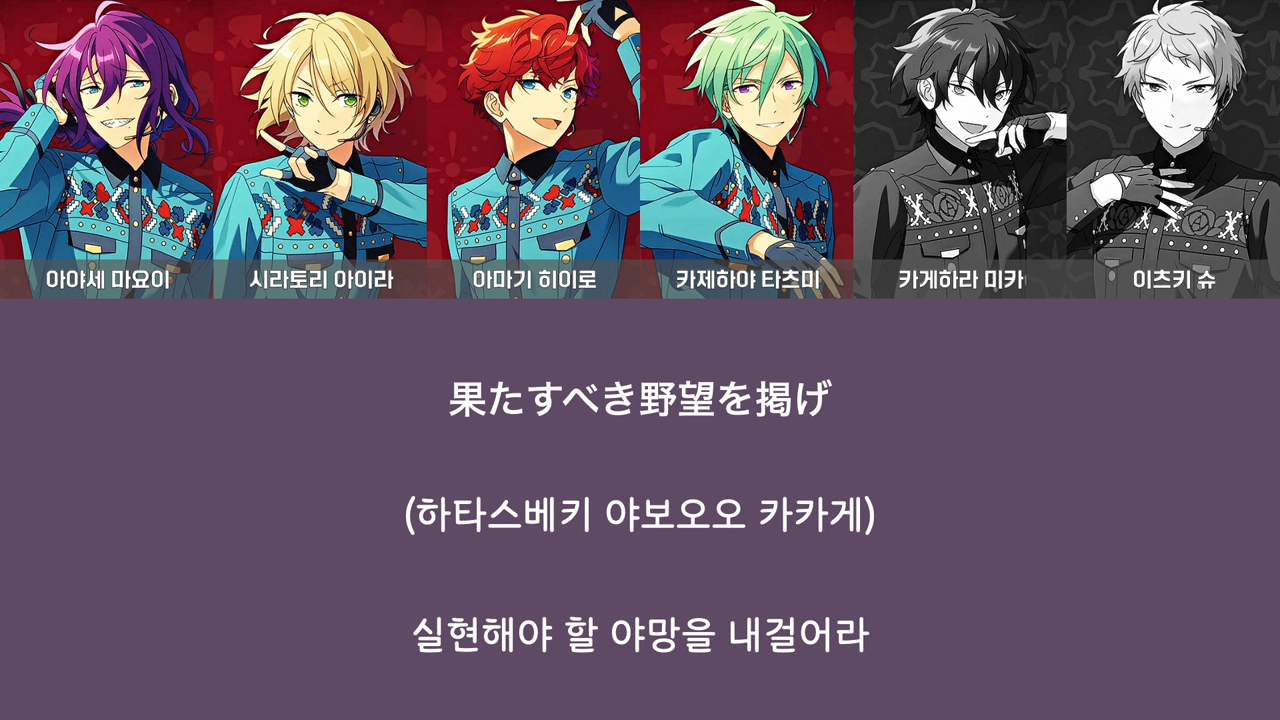 아야세 마요이 시라토리 아이라 아마기 히이로 카제하야 타츠미 카게하라 미카 이츠키 슈
果たすべき野望を掲げ
(하타스베키 야보오오 카카게)
실현해야 할 야망을 내걸어라